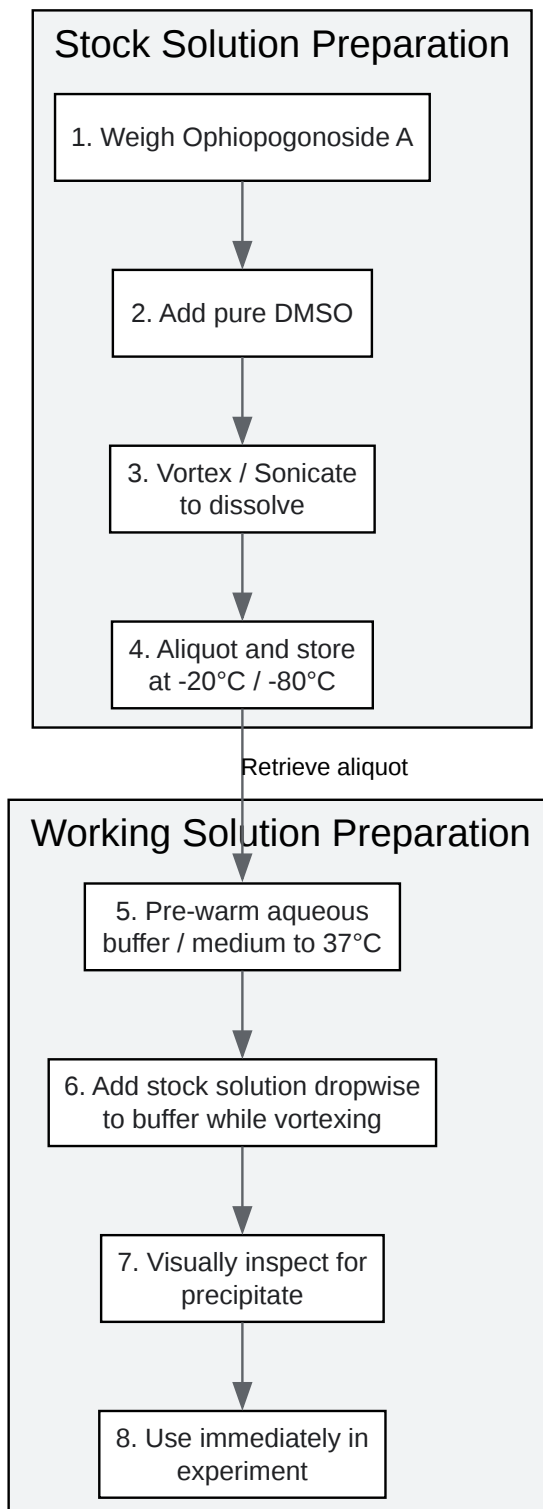 Stock Solution Preparation
1. Weigh Ophiopogonoside A
2. Add pure DMSO
3. Vortex / Sonicate
to dissolve
4. Aliquot and store
at -20°C / -80°C
Retrieve aliquot
Working Solution Preparation
5. Pre-warm aqueous
buffer / medium to 37°C
6. Add stock solution dropwise
to buffer while vortexing
7. Visually inspect for
precipitate
8. Use immediately in
experiment